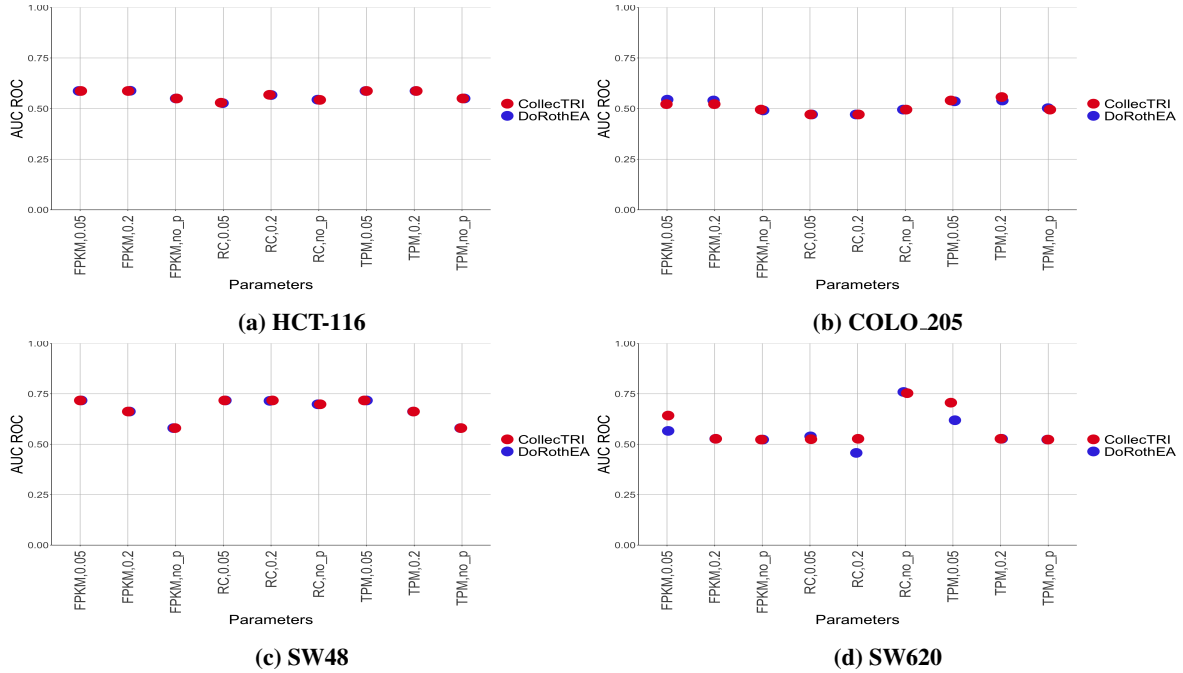 1.00
0.75
0.50
0.25
0.00
AUC ROC
FPKM,0.05
FPKM,0.2
FPKM,no_p
RC,0.05
RC,0.2
RC,no_p
TPM,0.05
TPM,0.2
TPM,no_p
Parameters
CollecTRI
DoRothEA
(a) HCT-116
1.00
0.75
0.50
0.25
0.00
AUC ROC
FPKM,0.05
FPKM,0.2
FPKM,no_p
RC,0.05
RC,0.2
RC,no_p
TPM,0.05
TPM,0.2
TPM,no_p
Parameters
CollecTRI
DoRothEA
(b) COLO_205
1.00
0.75
0.50
0.25
0.00
AUC ROC
FPKM,0.05
FPKM,0.2
FPKM,no_p
RC,0.05
RC,0.2
RC,no_p
TPM,0.05
TPM,0.2
TPM,no_p
Parameters
CollecTRI
DoRothEA
(c) SW48
1.00
0.75
0.50
0.25
0.00
AUC ROC
FPKM,0.05
FPKM,0.2
FPKM,no_p
RC,0.05
RC,0.2
RC,no_p
TPM,0.05
TPM,0.2
TPM,no_p
Parameters
CollecTRI
DoRothEA
(d) SW620